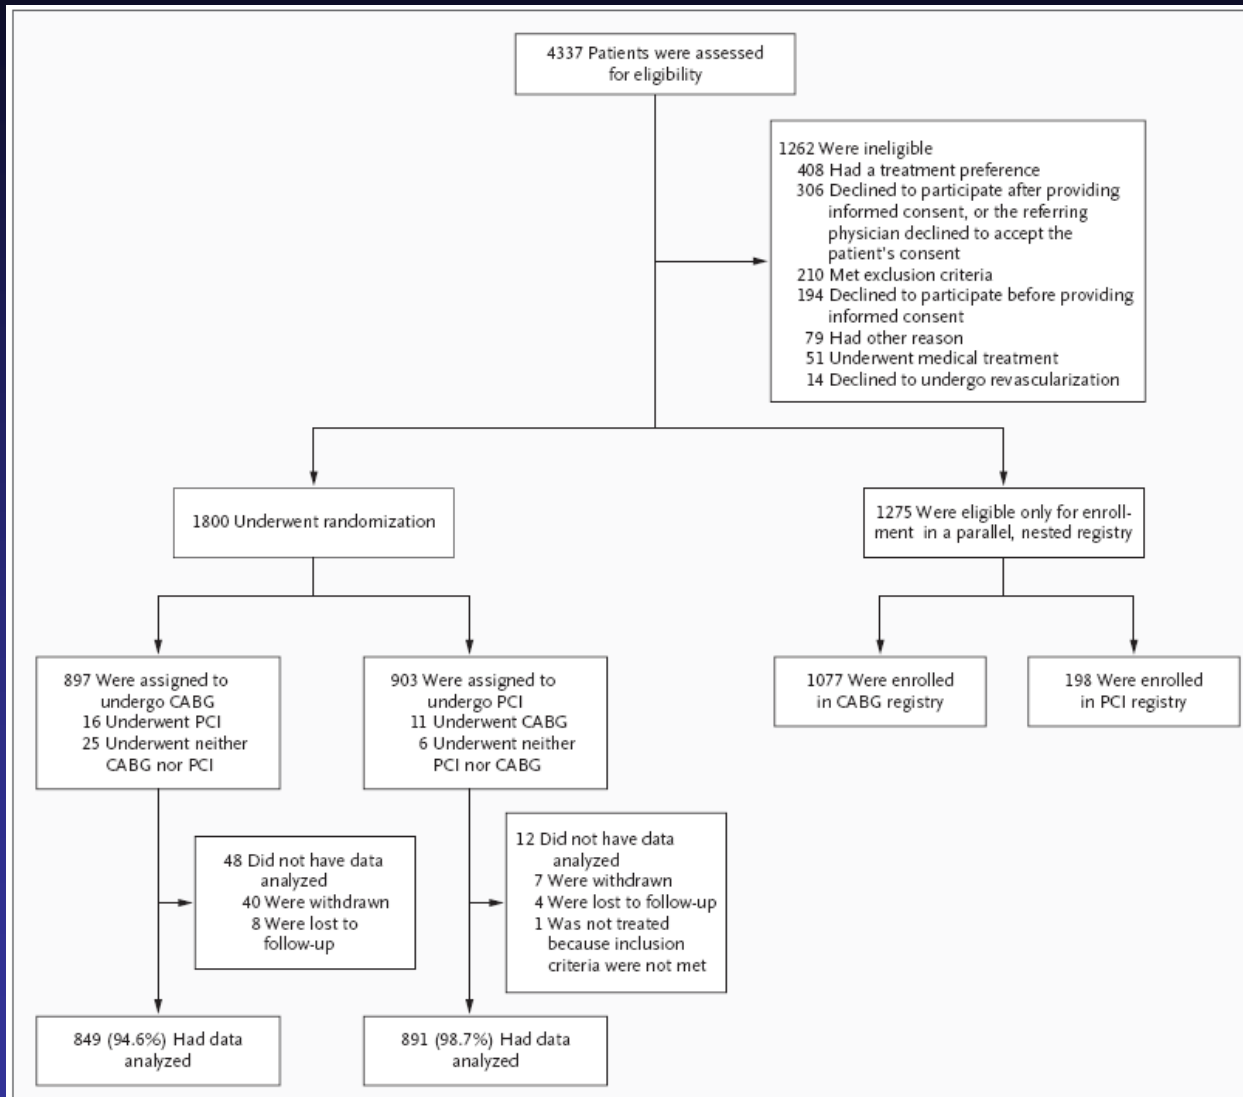 4337 Patients were assessed
for eligibility
1262 Were ineligible
408 Had a treatment preference
306 Declined to participate after providing
informed consent, or the referring
physician declined to accept the
patient's consent
210 Met exclusion criteria
194 Declined to participate before providing
informed consent
79 Had other reason
51 Underwent medical treatment
14 Declined to undergo revascularization
1800 Underwent randomization
1275 Were eligible only for enroll-
ment in a parallel, nested registry
897 Were assigned to
undergo CABG
16 Underwent PCI
25 Underwent neither
CABG nor PCI
903 Were assigned to
undergo PCI
11 Underwent CABG
6 Underwent neither
PCI nor CABG
1077 Were enrolled
in CABG registry
198 Were enrolled
in PCI registry
48 Did not have data
analyzed
40 Were withdrawn
8 Were lost to
follow-up
12 Did not have data
analyzed
7 Were withdrawn
4 Were lost to follow-up
1 Was not treated
because inclusion
criteria were not met
849 (94.6%) Had data
analyzed
891 (98.7%) Had data
analyzed